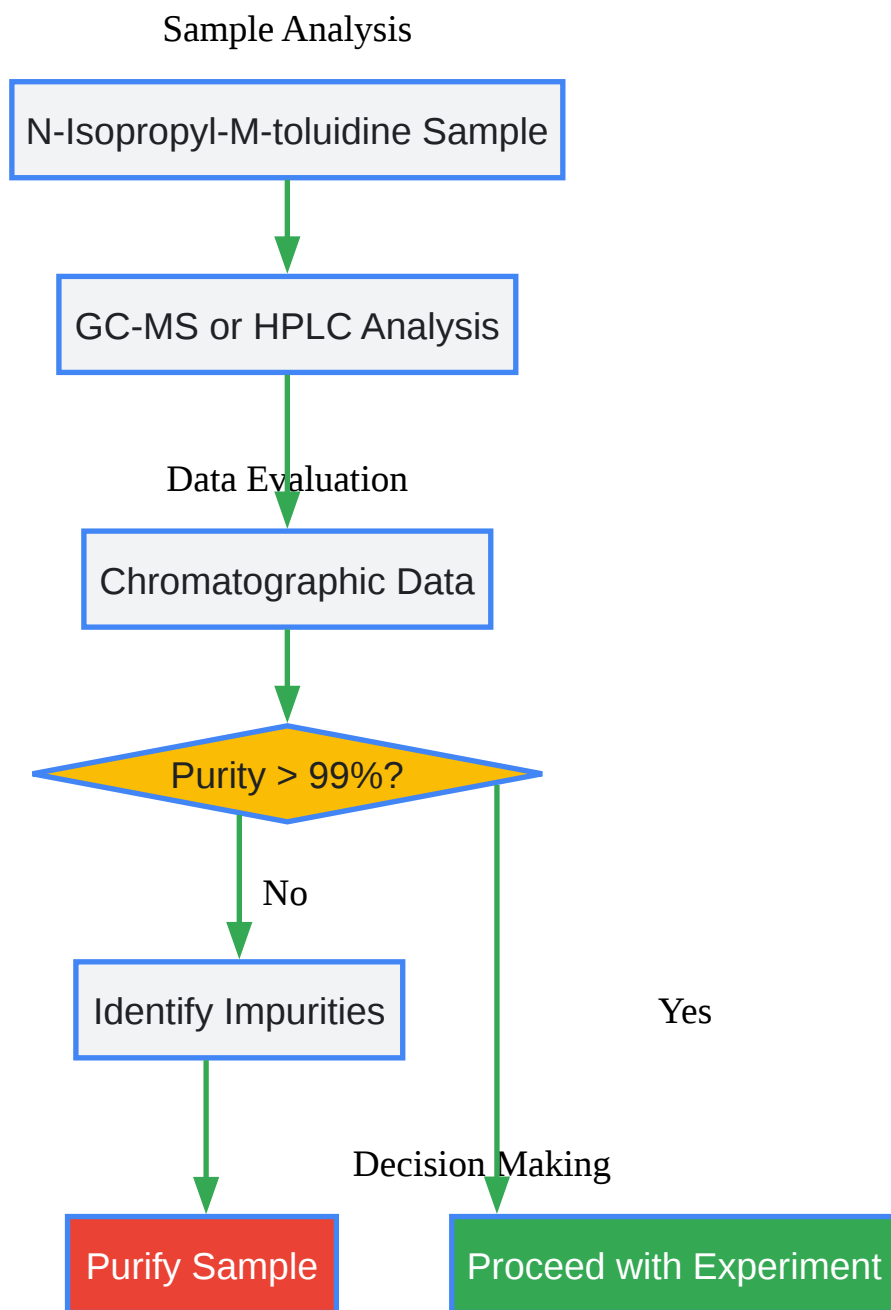 Sample Analysis
N-Isopropyl-M-toluidine Sample
GC-MS or HPLC Analysis
Data Evaluation
Chromatographic Data
Purity > 99%?
No
Identify Impurities
Yes
Decision Making
Purify Sample
Proceed with Experiment